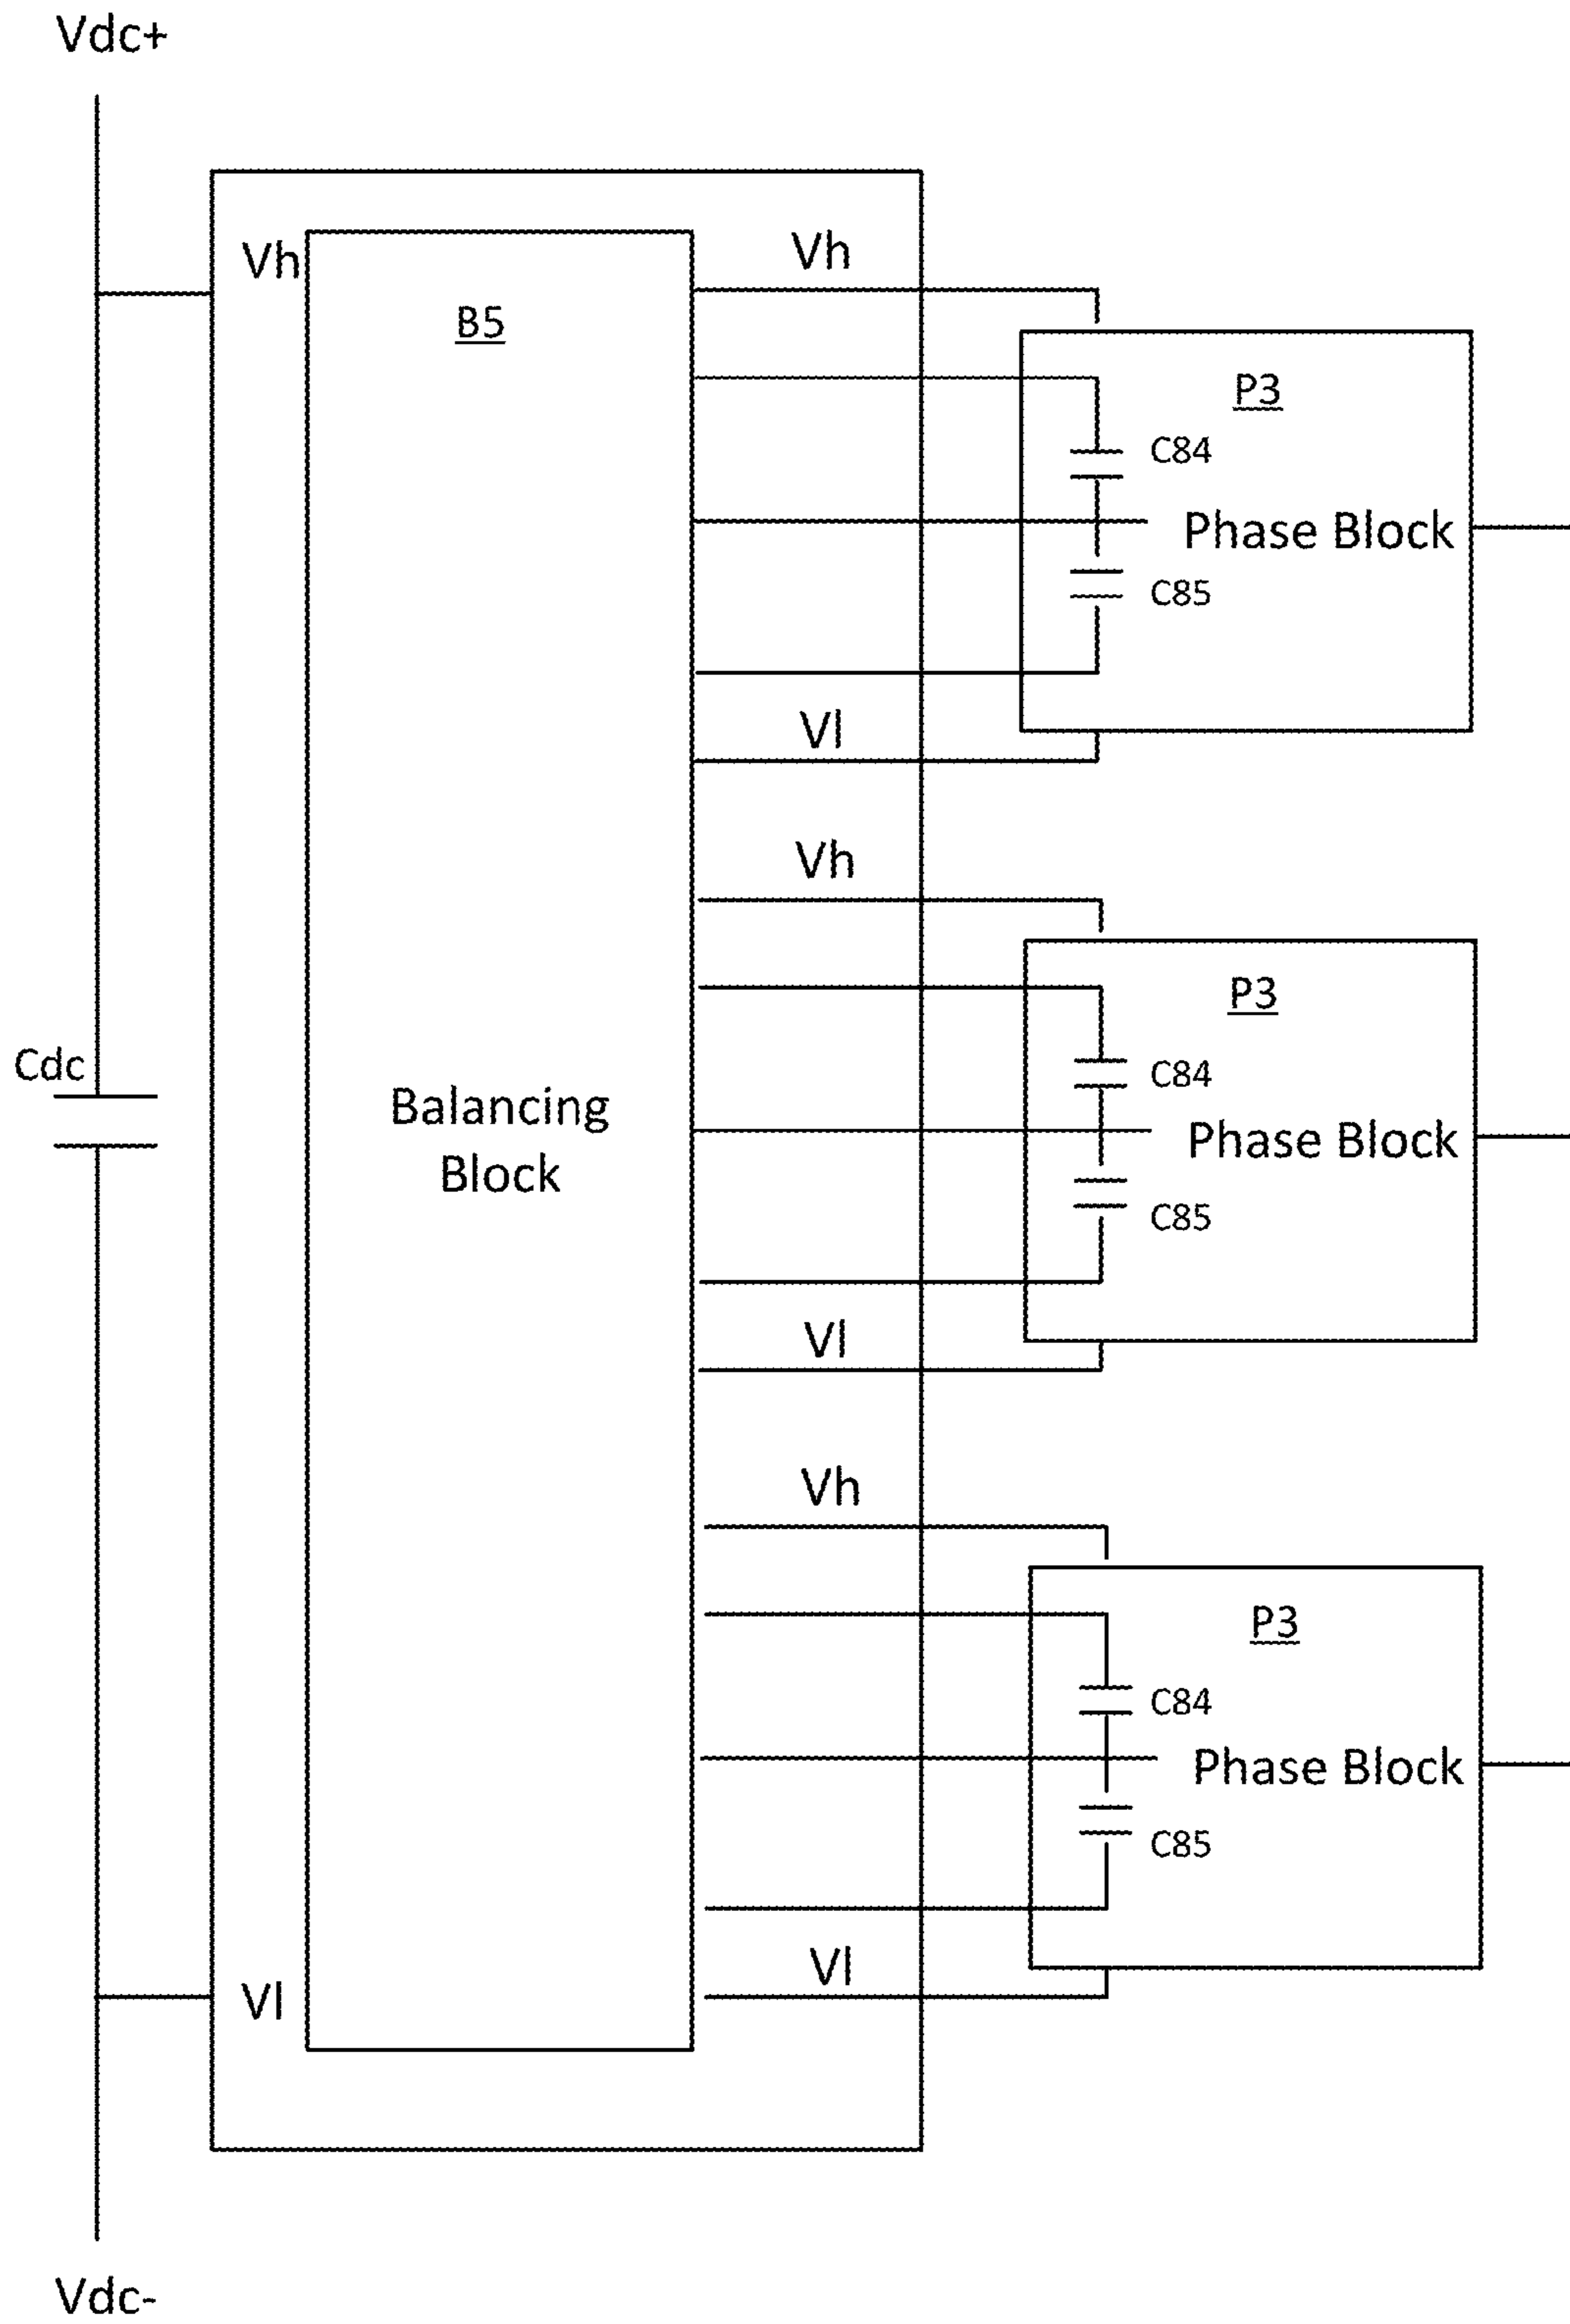 Vdc+
Vh
Vh
B5
P3
C84
Phase Block
C85
Vl
Vh
P3
Cdc
C84
Balancing
Block
Phase Block
C85
Vl
Vh
P3
C84
Phase Block
C85
Vl
Vl
Vdc-